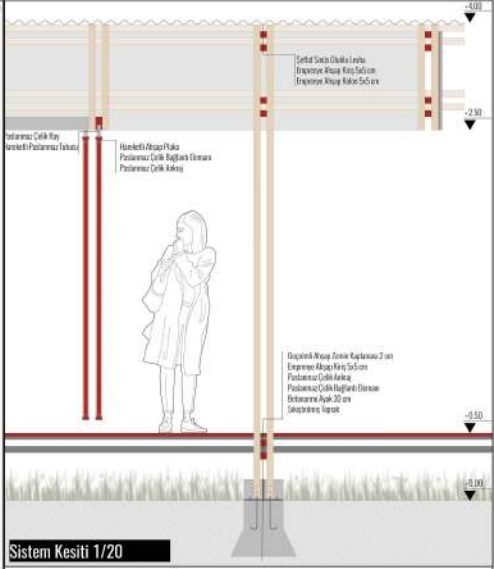 +4.00
Şeffaf Sinüs Oluklu Levha
Emprenye Ahşap Kiriş 5x5 cm
Emprenye Ahşap Kolon 5x5 cm
+2.50
Paslanmaz Çelik Ray
Hareketli Paslanmaz Tutucu
Hareketli Ahşap Plaka
Paslanmaz Çelik Bağlantı Elemanı
Paslanmaz Çelik Ankraj
Geçirimli Ahşap Zemin Kaplaması 2 cm
Emprenye Ahşap Kiriş 5x5 cm
Paslanmaz Çelik Ankraj
Paslanmaz Çelik Bağlantı Elemanı
Betonarme Ayak 30 cm
Sıkıştırılmış Toprak
+0.50
+0.00
Sistem Kesiti 1/20